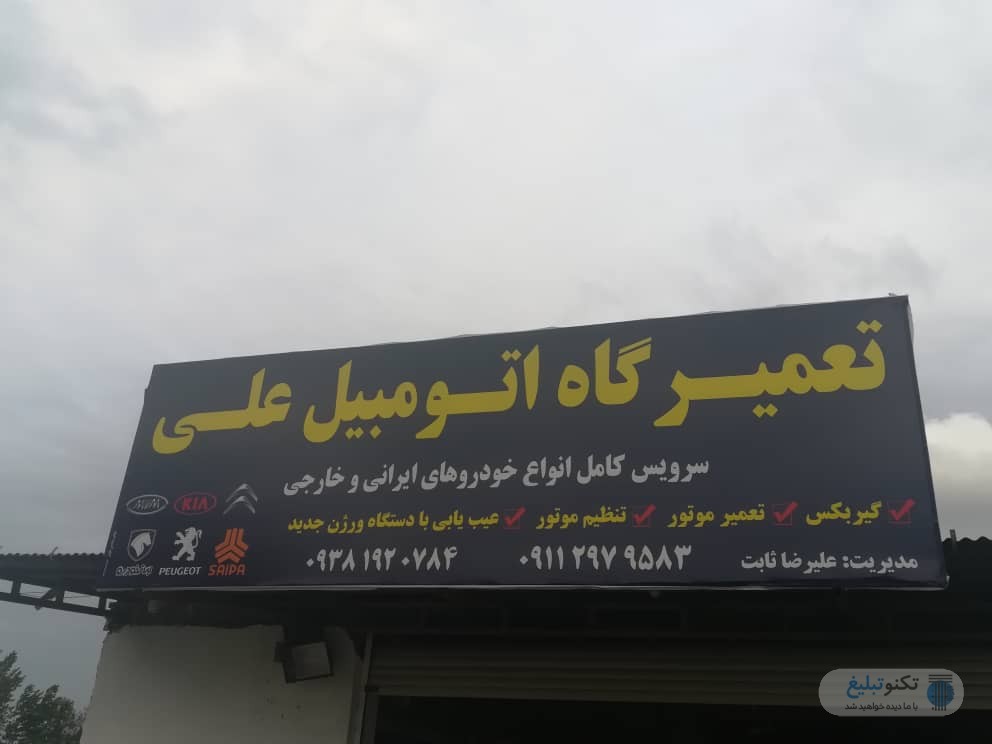 تعمیرگاه اتومبیل علی
سرویس کامل انواع خودروهای ایرانی و خارجی
گیربکس تعمیر موتور تنظیم موتور عیب یابی با دستگاه ورژن جدید
مدیریت: علیرضا ثابت ۰۹۱۱ ۲۹۷ ۹۵۸۳ ۰۹۳۸ ۱۹۲ ۰۷۸۴
MVM KIA
PEUGEOT SAIPA
تکنوتبلیغ
با ما دیده خواهید شد